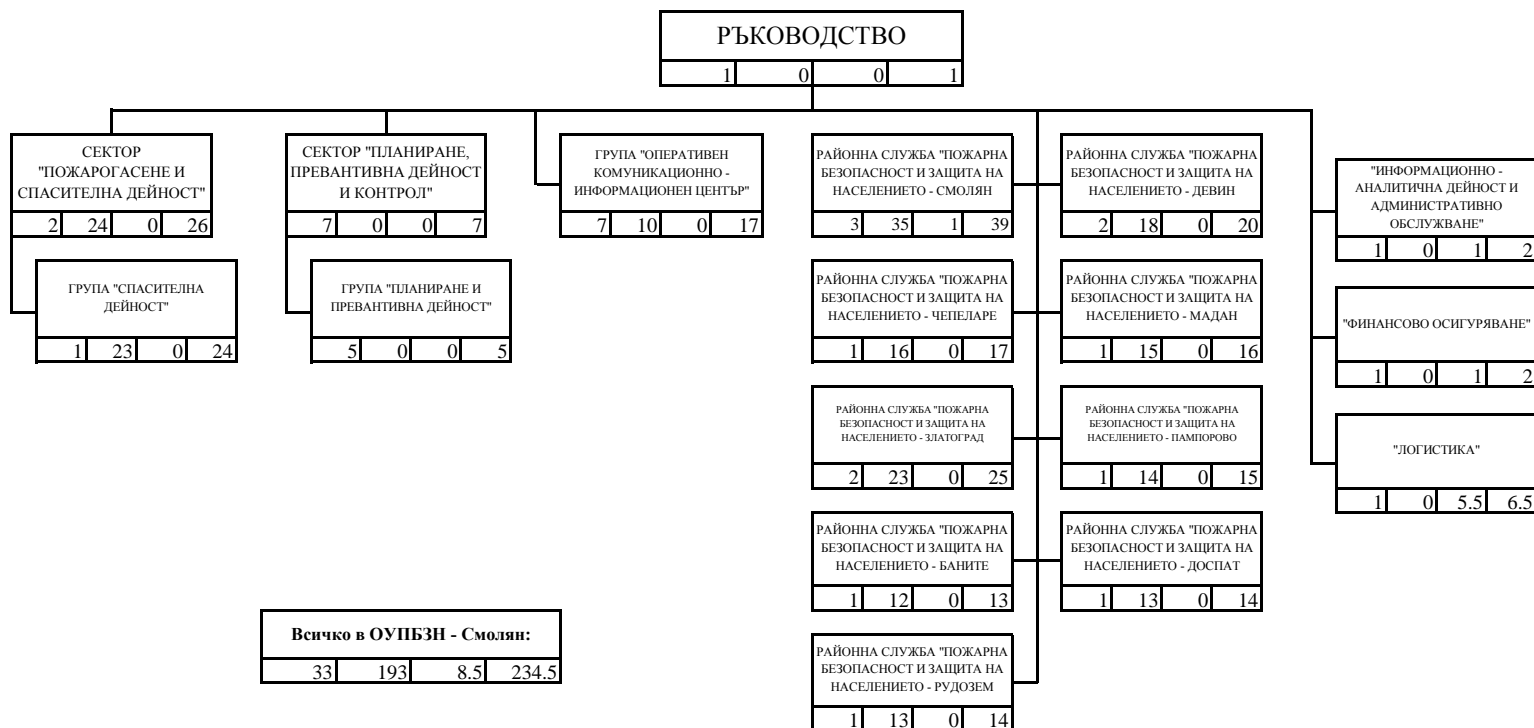 РЪКОВОДСТВО
1 0 0 1
СЕКТОР
"ПОЖАРОГАСЕНЕ И
СПАСИТЕЛНА ДЕЙНОСТ"
2 24 0 26
ГРУПА "СПАСИТЕЛНА
ДЕЙНОСТ"
1 23 0 24
СЕКТОР "ПЛАНИРАНЕ,
ПРЕВАНТИВНА ДЕЙНОСТ
И КОНТРОЛ"
7 0 0 7
ГРУПА "ПЛАНИРАНЕ И
ПРЕВАНТИВНА ДЕЙНОСТ"
5 0 0 5
ГРУПА "ОПЕРАТИВЕН
КОМУНИКАЦИОННО -
ИНФОРМАЦИОНЕН ЦЕНТЪР"
7 10 0 17
РАЙОННА СЛУЖБА "ПОЖАРНА
БЕЗОПАСНОСТ И ЗАЩИТА НА
НАСЕЛЕНИЕТО - СМОЛЯН
3 35 1 39
РАЙОННА СЛУЖБА "ПОЖАРНА
БЕЗОПАСНОСТ И ЗАЩИТА НА
НАСЕЛЕНИЕТО - ДЕВИН
2 18 0 20
РАЙОННА СЛУЖБА "ПОЖАРНА
БЕЗОПАСНОСТ И ЗАЩИТА НА
НАСЕЛЕНИЕТО - ЧЕПЕЛАРЕ
1 16 0 17
РАЙОННА СЛУЖБА "ПОЖАРНА
БЕЗОПАСНОСТ И ЗАЩИТА НА
НАСЕЛЕНИЕТО - МАДАН
1 15 0 16
РАЙОННА СЛУЖБА "ПОЖАРНА
БЕЗОПАСНОСТ И ЗАЩИТА НА
НАСЕЛЕНИЕТО - ЗЛАТОГРАД
2 23 0 25
РАЙОННА СЛУЖБА "ПОЖАРНА
БЕЗОПАСНОСТ И ЗАЩИТА НА
НАСЕЛЕНИЕТО - ПАМПОРОВО
1 14 0 15
РАЙОННА СЛУЖБА "ПОЖАРНА
БЕЗОПАСНОСТ И ЗАЩИТА НА
НАСЕЛЕНИЕТО - БАНИТЕ
1 12 0 13
РАЙОННА СЛУЖБА "ПОЖАРНА
БЕЗОПАСНОСТ И ЗАЩИТА НА
НАСЕЛЕНИЕТО - ДОСПАТ
1 13 0 14
РАЙОННА СЛУЖБА "ПОЖАРНА
БЕЗОПАСНОСТ И ЗАЩИТА НА
НАСЕЛЕНИЕТО - РУДОЗЕМ
1 13 0 14
"ИНФОРМАЦИОННО -
АНАЛИТИЧНА ДЕЙНОСТ И
АДМИНИСТРАТИВНО
ОБСЛУЖВАНЕ"
1 0 1 2
"ФИНАНСОВО ОСИГУРЯВАНЕ"
1 0 1 2
"ЛОГИСТИКА"
1 0 5.5 6.5
Всичко в ОУПБЗН - Смолян:
33 193 8.5 234.5